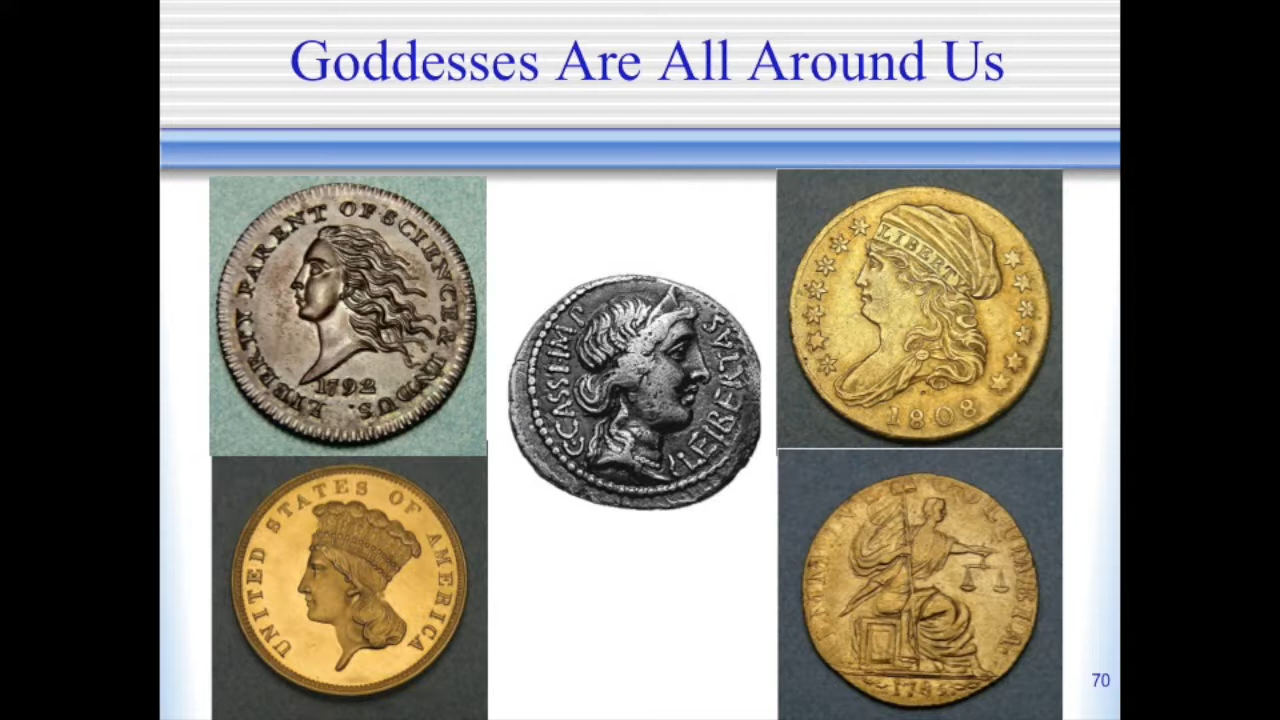 Goddesses Are All Around Us
LIBERTY PARENT OF SCIENCE & INDUS.
1792
C·CASSI·IMP
LEIBERTAS
LIBERTY
1808
UNITED STATES OF AMERICA
COLUMBIA.
70